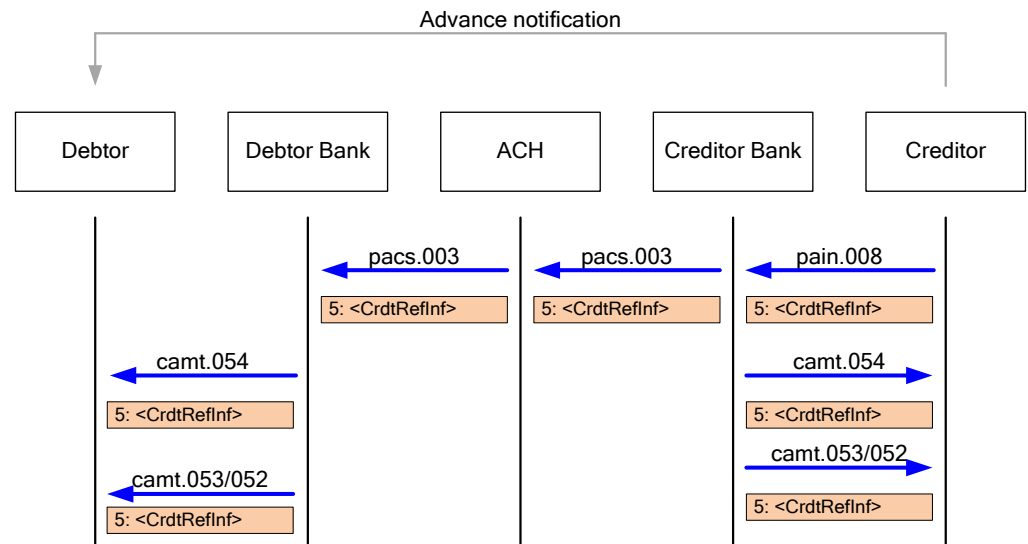 Advance notification
Debtor
Debtor Bank
ACH
Creditor Bank
Creditor
pacs.003
pacs.003
pain.008
5: <CrdtRefInf>
5: <CrdtRefInf>
5: <CrdtRefInf>
camt.054
camt.054
5: <CrdtRefInf>
5: <CrdtRefInf>
camt.053/052
camt.053/052
5: <CrdtRefInf>
5: <CrdtRefInf>